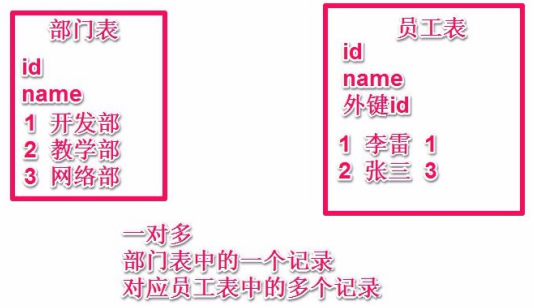 部门表
id
name
1 开发部
2 教学部
3 网络部
员工表
id
name
外键id
1 李雷 1
2 张三 3
一对多
部门表中的一个记录
对应员工表中的多个记录